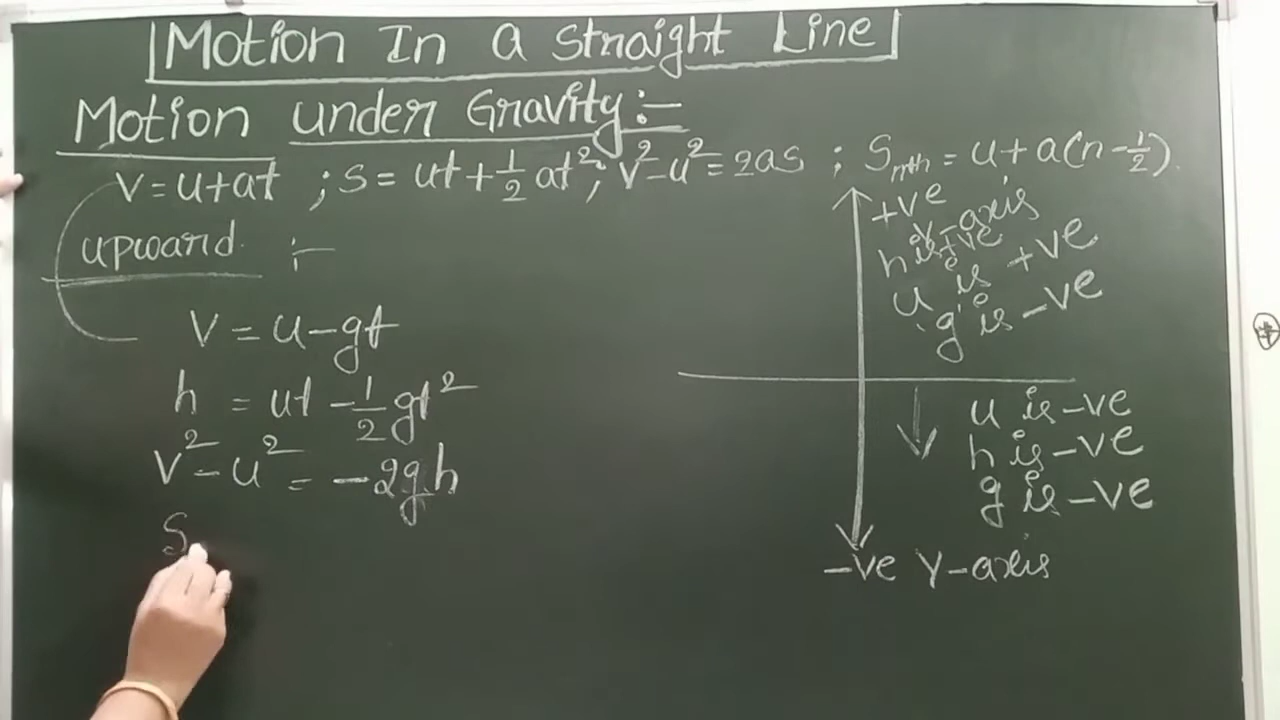 Motion In a Straight Line
Motion under Gravity:-
v = u+at ; s = ut + 1/2 at² ; v²-u² = 2as ; Snth = u + a(n-1/2).
upward :-
v = u-gt
h = ut - 1/2 gt²
v²-u² = -2gh
S
+ve
y-axis
h is +ve
u is +ve
g is -ve
u is -ve
h is -ve
g is -ve
-ve y-axis